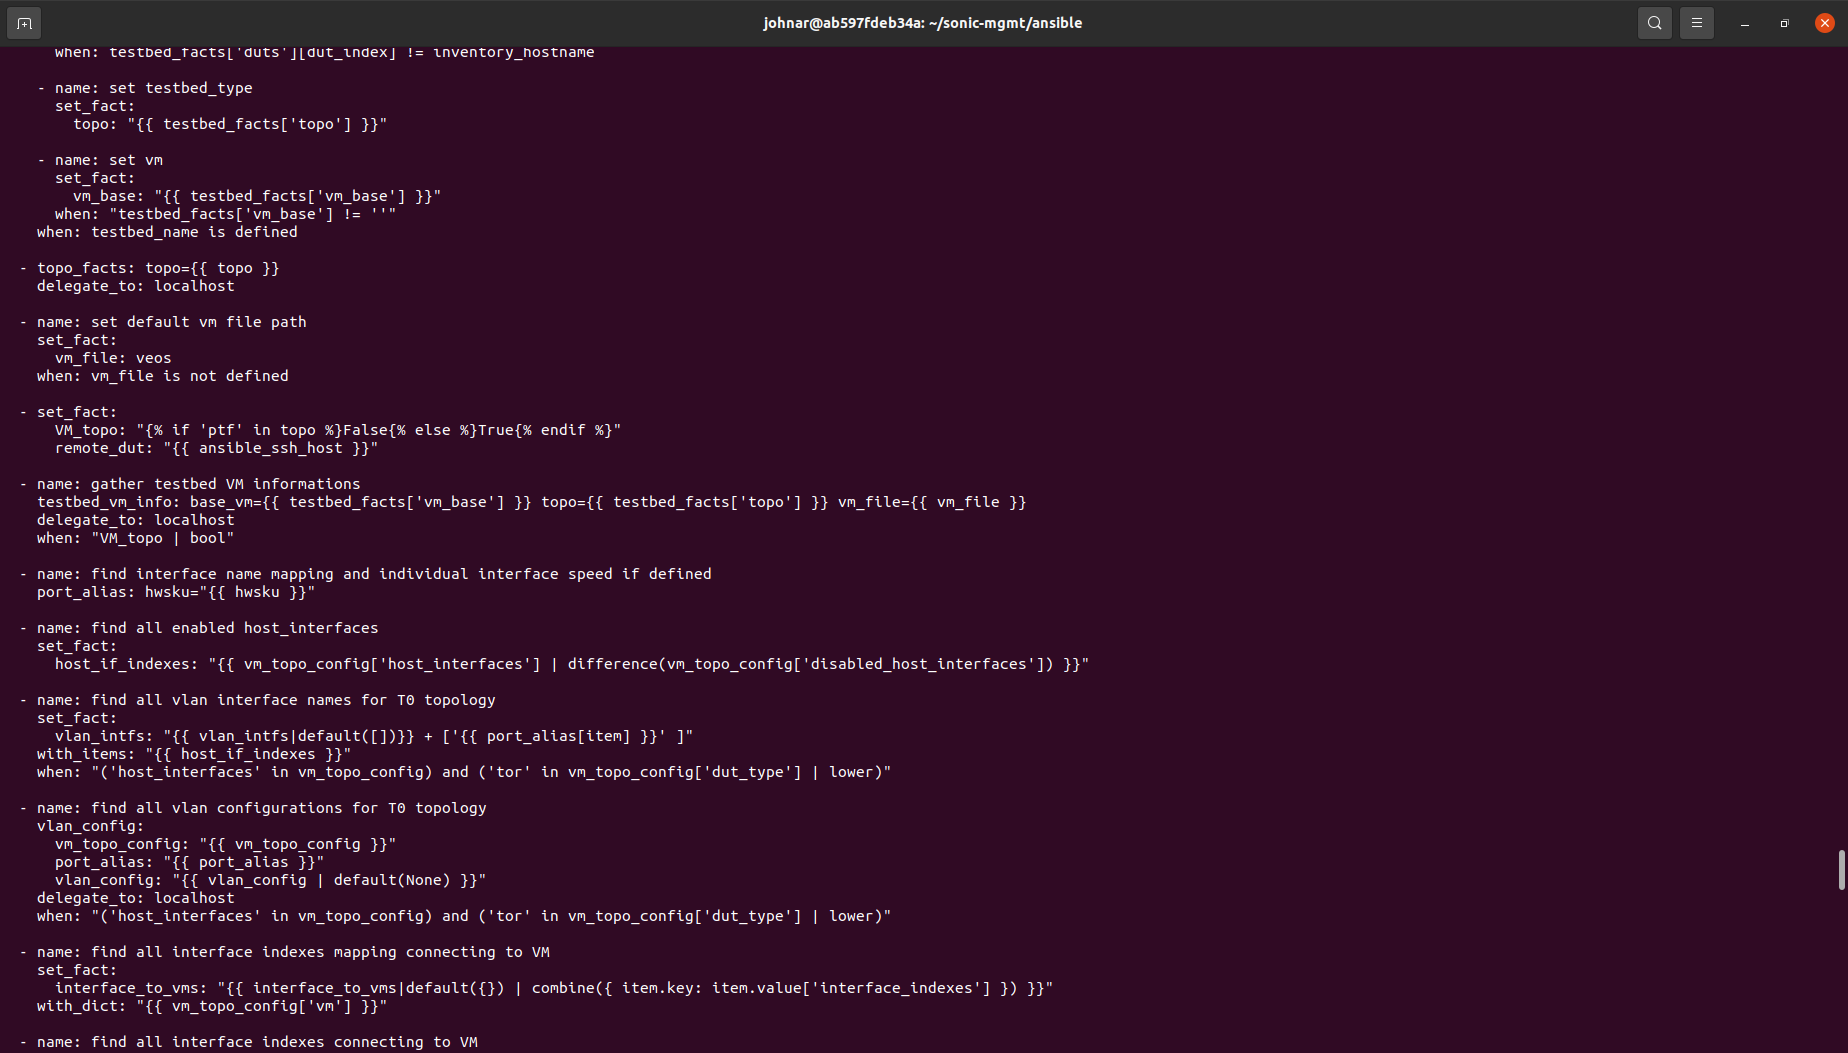 johnar@ab597fdeb34a: ~/sonic-mgmt/ansible
when: testbed_facts['duts'][dut_index] != inventory_hostname
- name: set testbed_type
set_fact:
topo: "{{ testbed_facts['topo'] }}"
- name: set vm
set_fact:
vm_base: "{{ testbed_facts['vm_base'] }}"
when: "testbed_facts['vm_base'] != ''"
when: testbed_name is defined
- topo_facts: topo={{ topo }}
delegate_to: localhost
- name: set default vm file path
set_fact:
vm_file: veos
when: vm_file is not defined
- set_fact:
VM_topo: "{% if 'ptf' in topo %}False{% else %}True{% endif %}"
remote_dut: "{{ ansible_ssh_host }}"
- name: gather testbed VM informations
testbed_vm_info: base_vm={{ testbed_facts['vm_base'] }} topo={{ testbed_facts['topo'] }} vm_file={{ vm_file }}
delegate_to: localhost
when: "VM_topo | bool"
- name: find interface name mapping and individual interface speed if defined
port_alias: hwsku="{{ hwsku }}"
- name: find all enabled host_interfaces
set_fact:
host_if_indexes: "{{ vm_topo_config['host_interfaces'] | difference(vm_topo_config['disabled_host_interfaces']) }}"
- name: find all vlan interface names for T0 topology
set_fact:
vlan_intfs: "{{ vlan_intfs|default([])}} + ['{{ port_alias[item] }}' ]"
with_items: "{{ host_if_indexes }}"
when: "('host_interfaces' in vm_topo_config) and ('tor' in vm_topo_config['dut_type'] | lower)"
- name: find all vlan configurations for T0 topology
vlan_config:
vm_topo_config: "{{ vm_topo_config }}"
port_alias: "{{ port_alias }}"
vlan_config: "{{ vlan_config | default(None) }}"
delegate_to: localhost
when: "('host_interfaces' in vm_topo_config) and ('tor' in vm_topo_config['dut_type'] | lower)"
- name: find all interface indexes mapping connecting to VM
set_fact:
interface_to_vms: "{{ interface_to_vms|default({}) | combine({ item.key: item.value['interface_indexes'] }) }}"
with_dict: "{{ vm_topo_config['vm'] }}"
- name: find all interface indexes connecting to VM